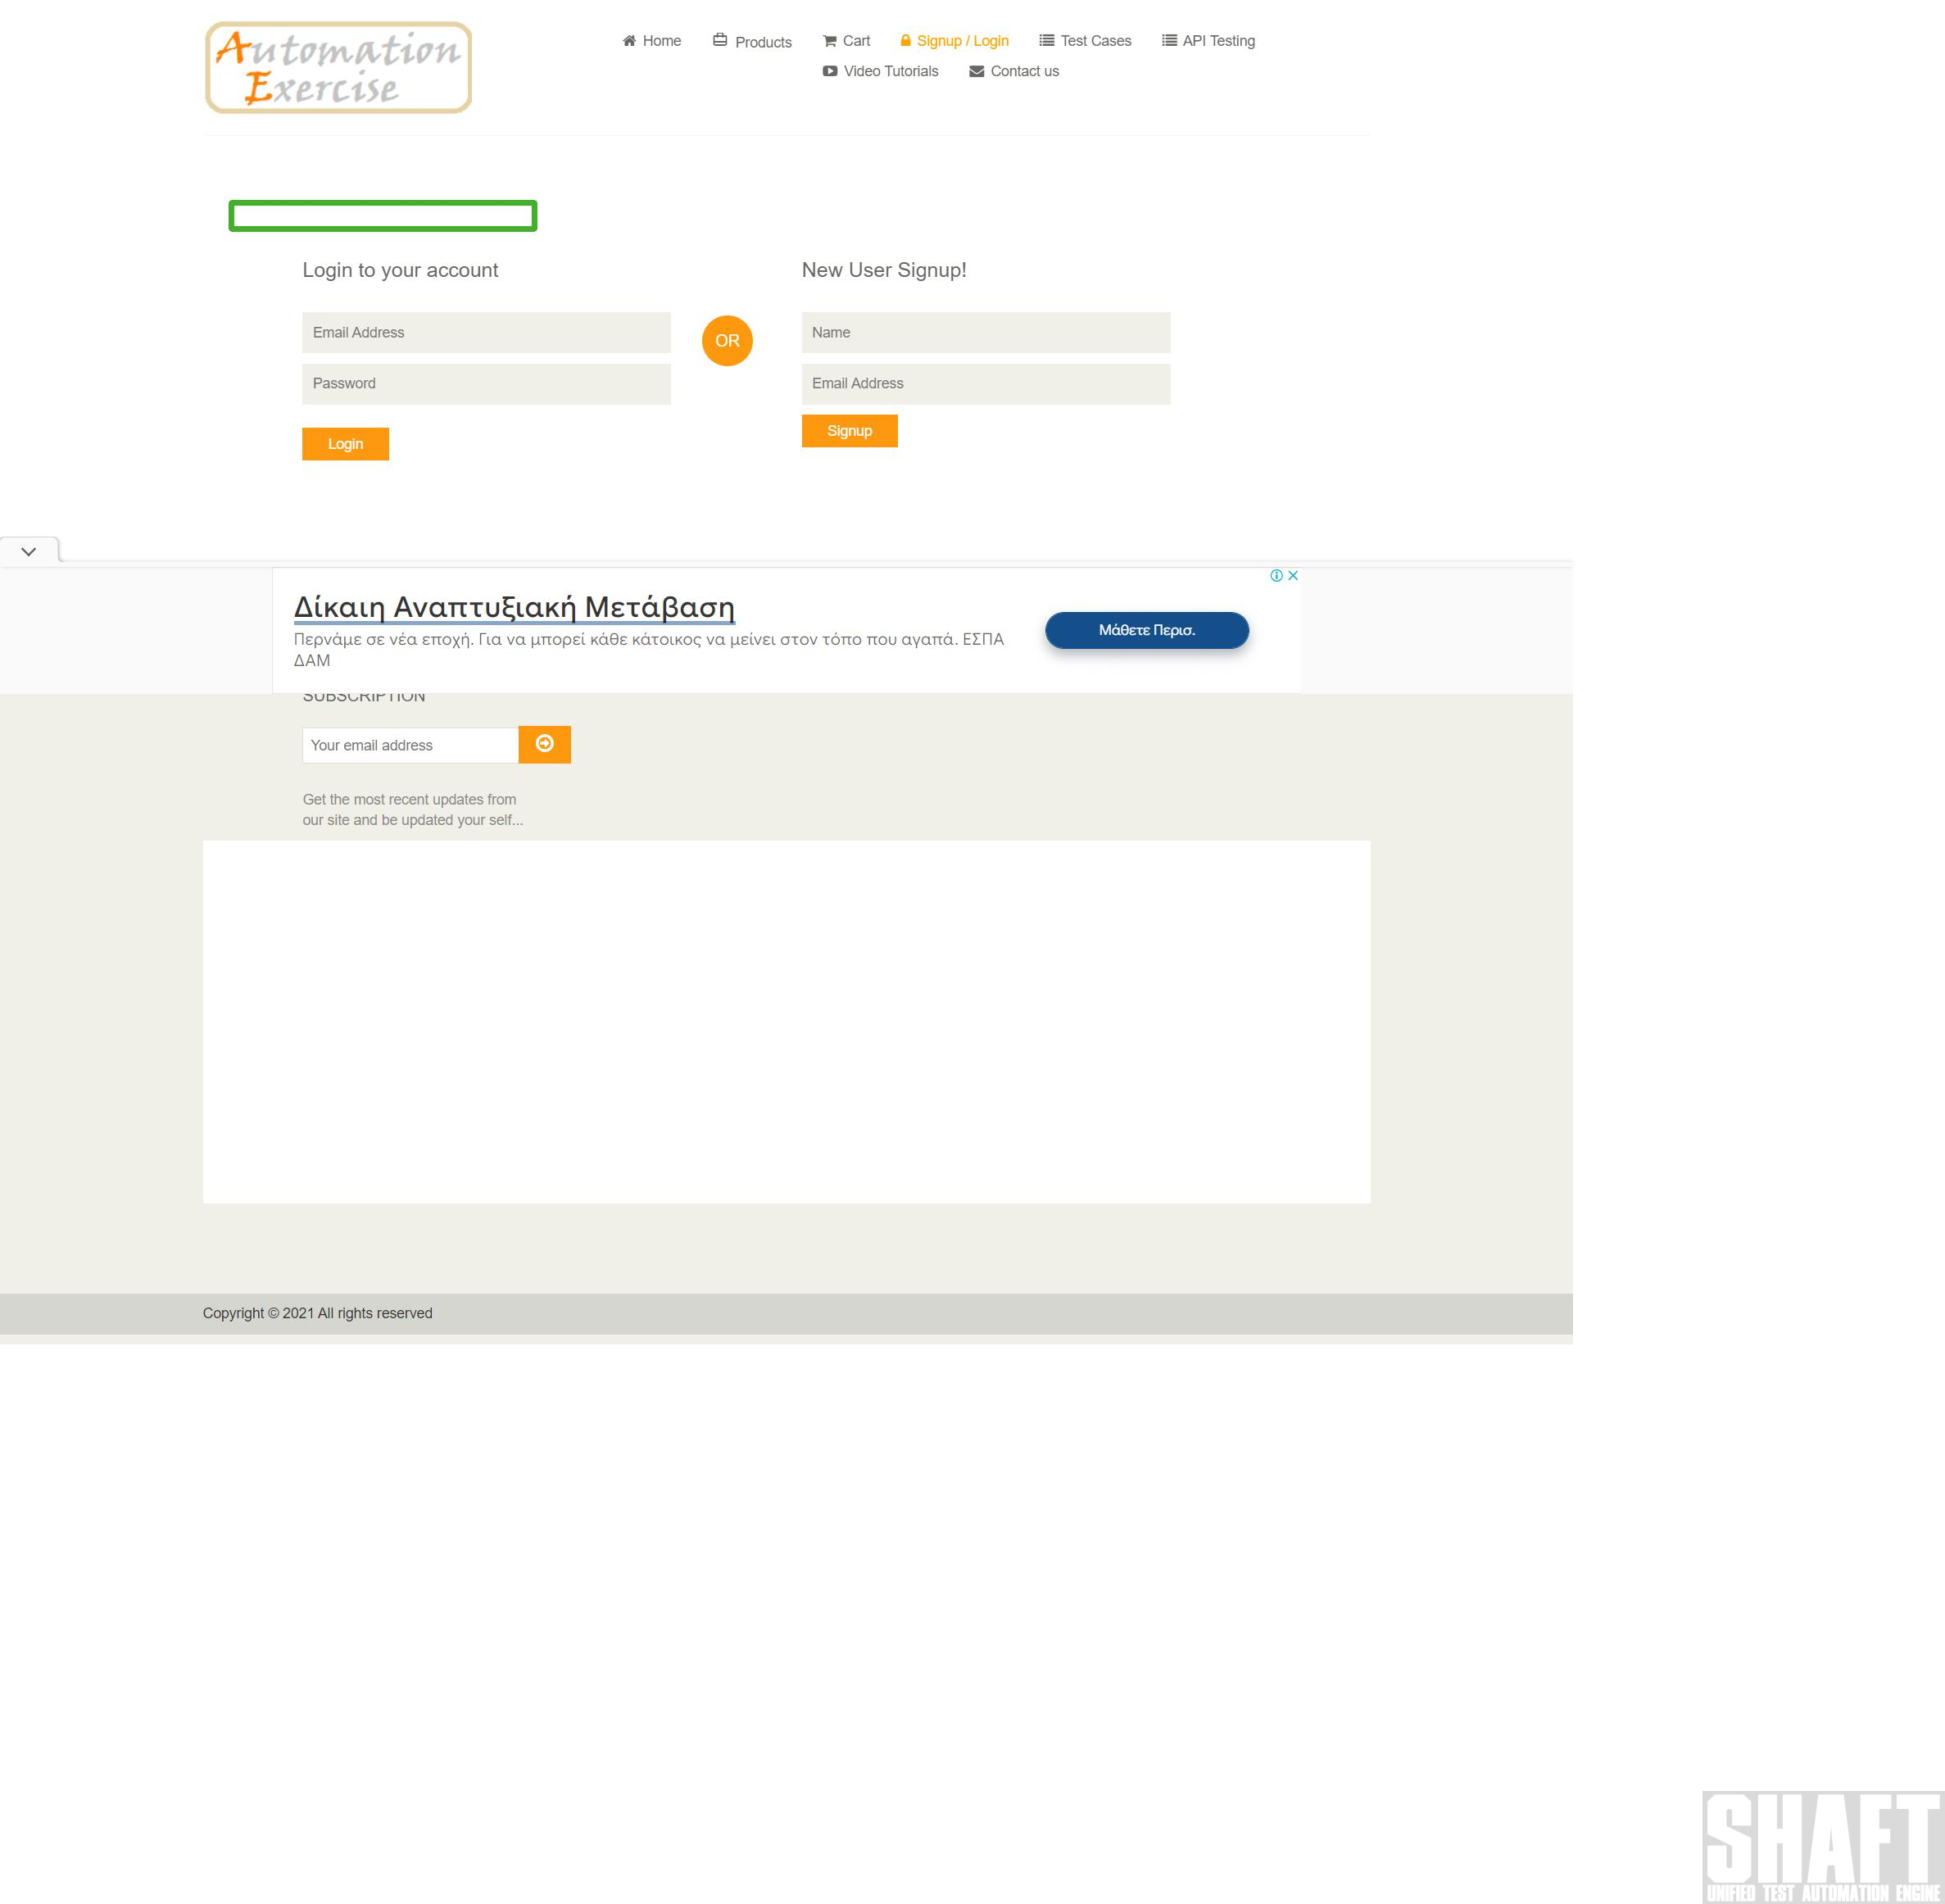 Automation
Exercise
Home
Products
Cart
Signup / Login
Test Cases
API Testing
Video Tutorials
Contact us
Login to your account
Email Address
Password
Login
OR
New User Signup!
Name
Email Address
Signup
Δίκαιη Αναπτυξιακή Μετάβαση
Περνάμε σε νέα εποχή. Για να μπορεί κάθε κάτοικος να μείνει στον τόπο που αγαπά. ΕΣΠΑ
ΔΑΜ
Μάθετε Περισ.
SUBSCRIPTION
Your email address
Get the most recent updates from
our site and be updated your self...
Copyright © 2021 All rights reserved
SHAFT
UNIFIED TEST AUTOMATION ENGINE